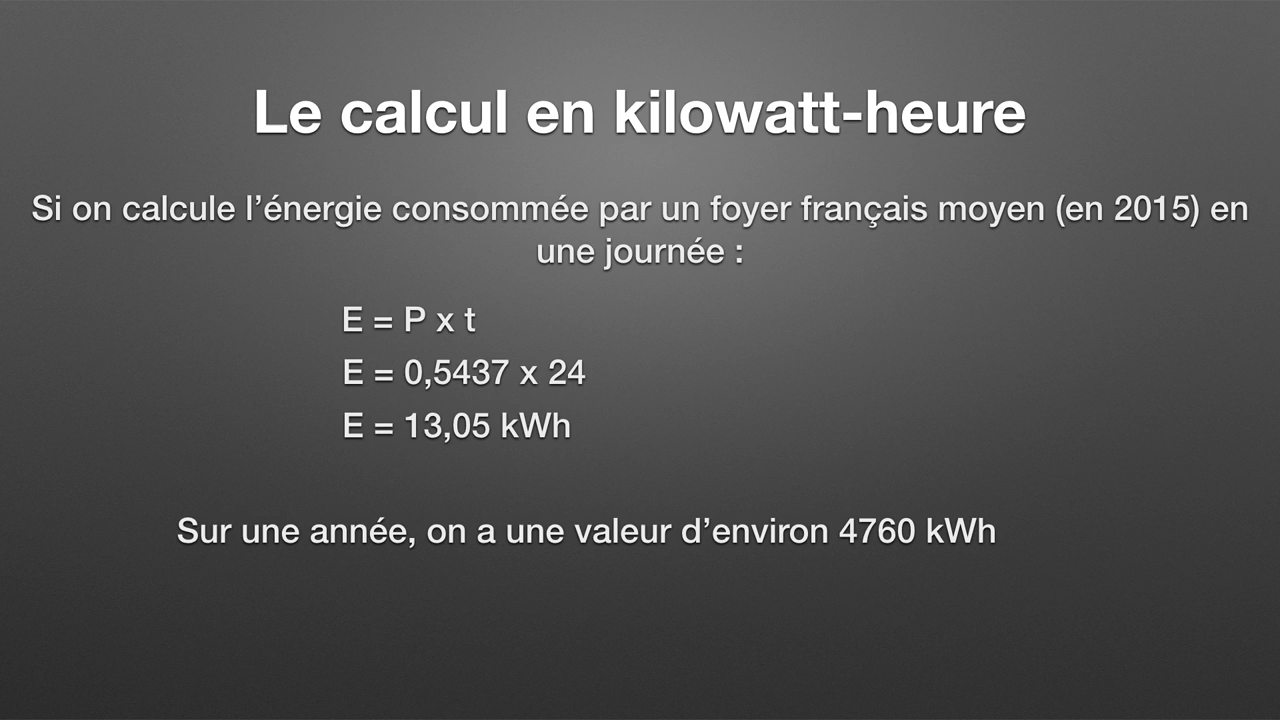 Le calcul en kilowatt-heure
Si on calcule l’énergie consommée par un foyer français moyen (en 2015) en
une journée :
E = P x t
E = 0,5437 x 24
E = 13,05 kWh
Sur une année, on a une valeur d’environ 4760 kWh